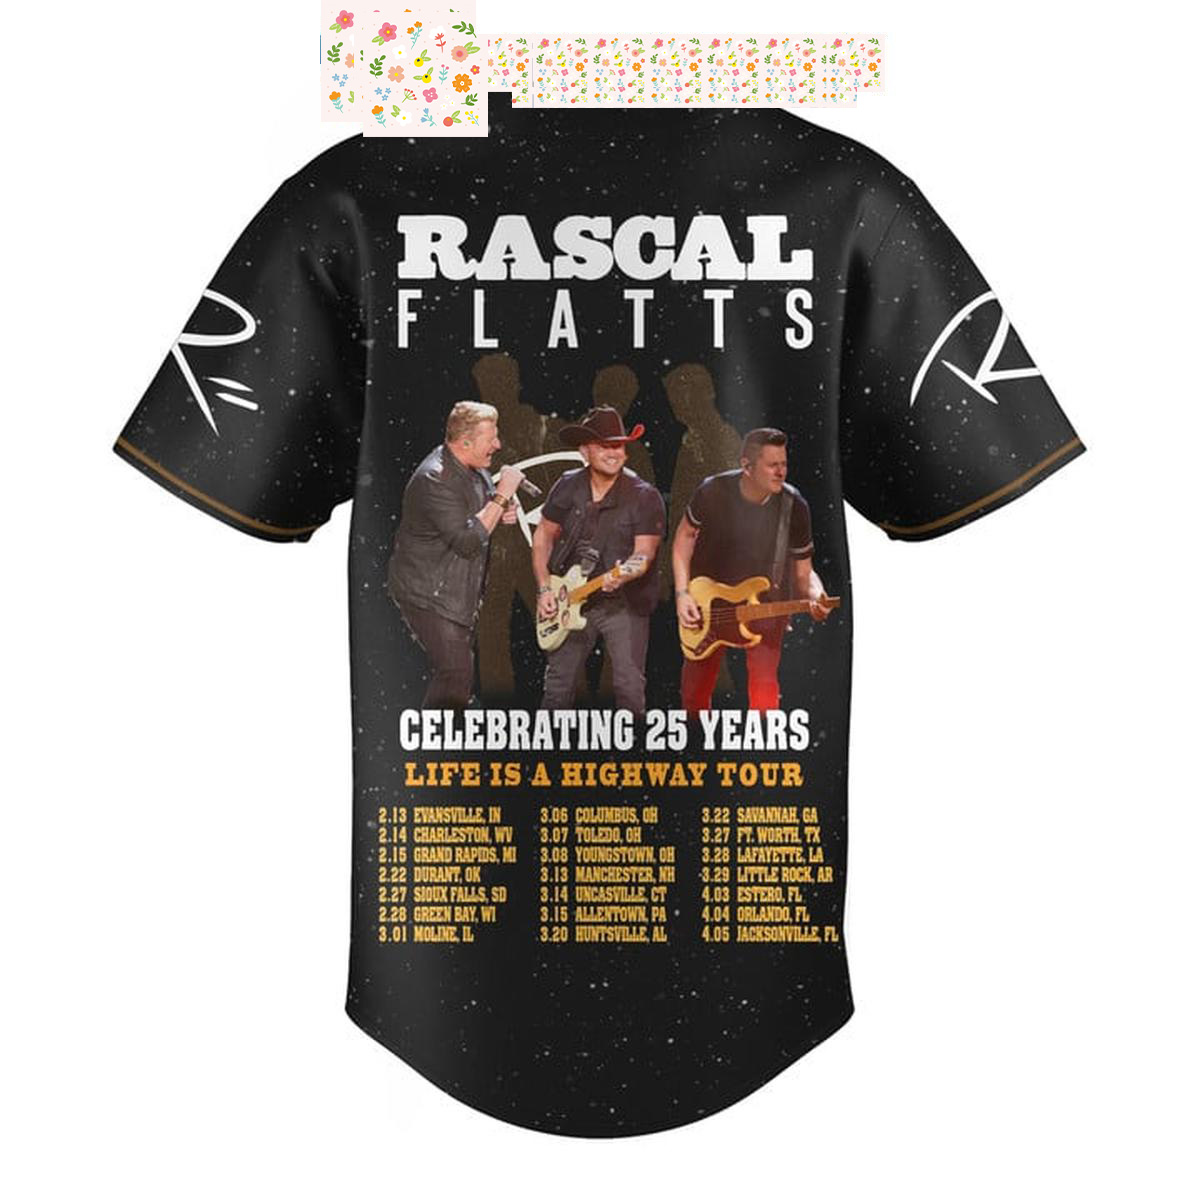 RASCAL
FLATTS
CELEBRATING 25 YEARS
LIFE IS A HIGHWAY TOUR
2.13 EVANSVILLE, IN
2.14 CHARLESTON, WV
2.15 GRAND RAPIDS, MI
2.22 DURANT, OK
2.27 SIOUX FALLS, SD
2.28 GREEN BAY, WI
3.01 MOLINE, IL
3.06 COLUMBUS, OH
3.07 TOLEDO, OH
3.08 YOUNGSTOWN, OH
3.13 MANCHESTER, NH
3.14 UNCASVILLE, CT
3.15 ALLENTOWN, PA
3.20 HUNTSVILLE, AL
3.22 SAVANNAH, GA
3.27 FT. WORTH, TX
3.28 LAFAYETTE, LA
3.29 LITTLE ROCK, AR
4.03 ESTERO, FL
4.04 ORLANDO, FL
4.05 JACKSONVILLE, FL